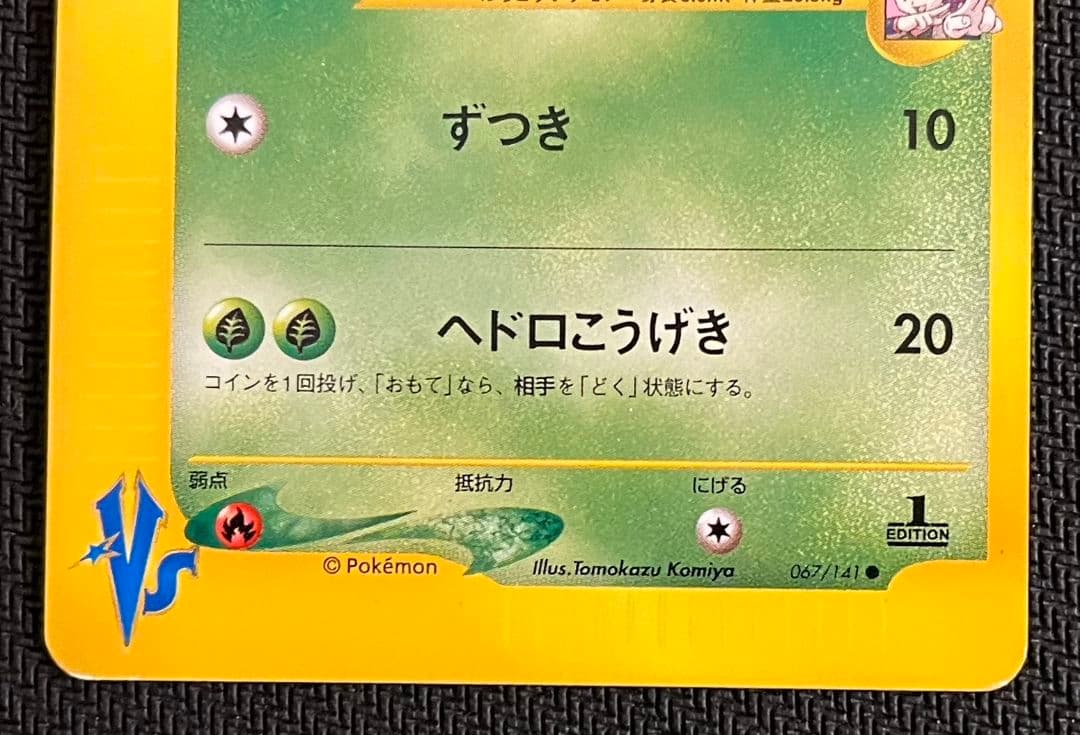 ずつき 10
ヘドロこうげき 20
コインを1回投げ、「おもて」なら、相手を「どく」状態にする。
弱点 抵抗力 にげる
1
EDITION
VS
© Pokémon Illus.Tomokazu Komiya 067/141●